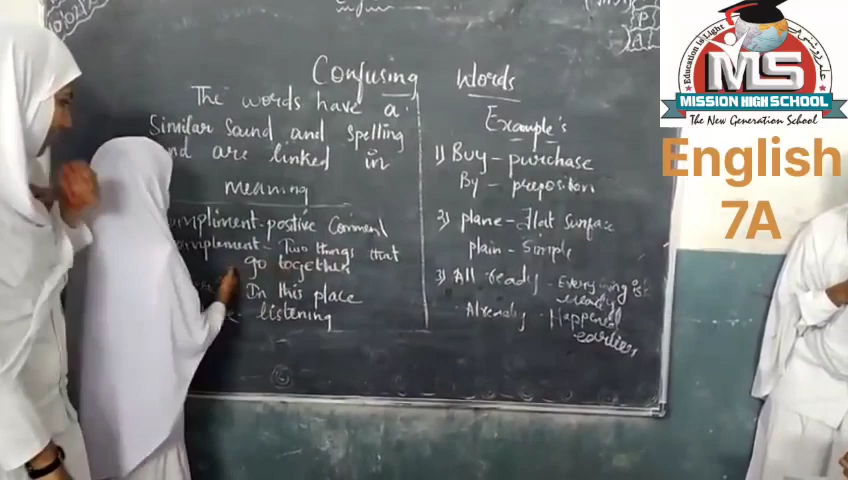 Confusing Words
The words have a
Similar Sound and spelling
and are linked in
meaning
compliment - positive Comment
complement - Two things that
go together
In this place
listening
Example's
1) Buy - purchase
By - preposition
2) plane - Flat Surface
plain - Simple
3) All ready - Everything is
ready
Already - Happened
earlier
Education is Light
MS
MISSION HIGH SCHOOL
The New Generation School
English
7A